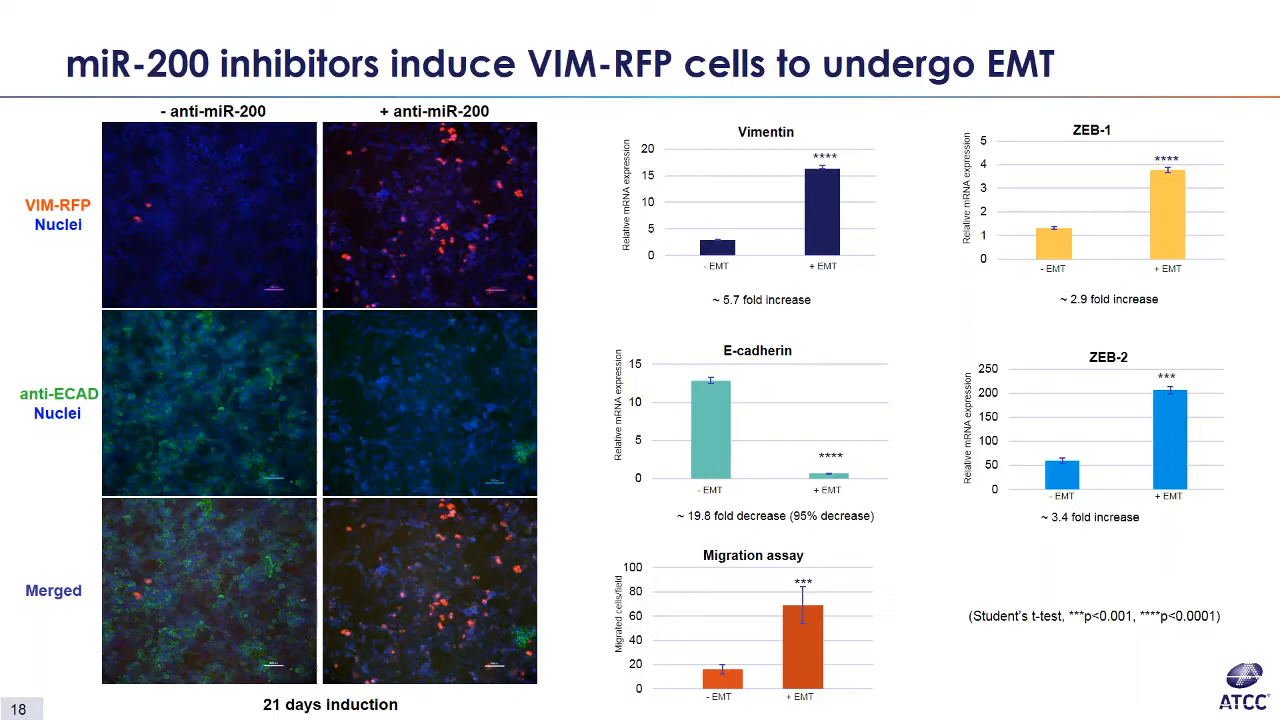 miR-200 inhibitors induce VIM-RFP cells to undergo EMT
- anti-miR-200
+ anti-miR-200
VIM-RFP
Nuclei
anti-ECAD
Nuclei
Merged
21 days induction
Vimentin
Relative mRNA expression
20
15
10
5
0
****
- EMT
+ EMT
~ 5.7 fold increase
ZEB-1
Relative mRNA expression
5
4
3
2
1
0
****
- EMT
+ EMT
~ 2.9 fold increase
E-cadherin
Relative mRNA expression
15
10
5
0
****
- EMT
+ EMT
~ 19.8 fold decrease (95% decrease)
ZEB-2
Relative mRNA expression
250
200
150
100
50
0
***
- EMT
+ EMT
~ 3.4 fold increase
Migration assay
Migrated cells/field
100
80
60
40
20
0
***
- EMT
+ EMT
(Student's t-test, ***p<0.001, ****p<0.0001)
18
ATCC